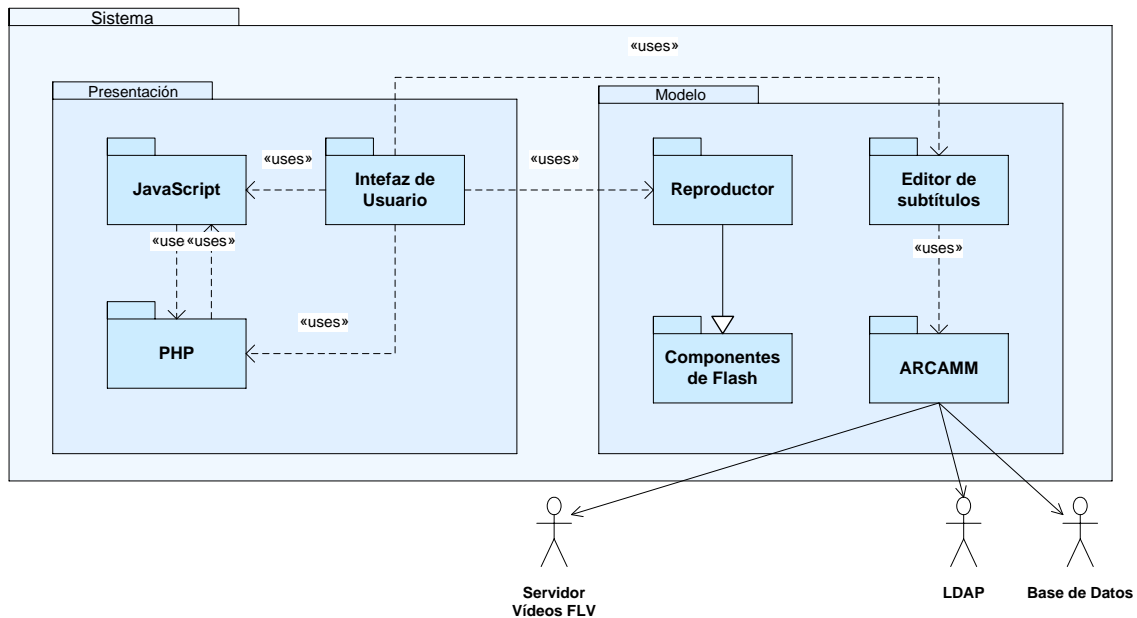 Sistema
«uses»
Presentación
Modelo
JavaScript
«uses»
Intefaz de
Usuario
«uses»
Reproductor
Editor de
subtítulos
«use
«uses»
«uses»
PHP
«uses»
Componentes
de Flash
ARCAMM
Servidor
Vídeos FLV
LDAP
Base de Datos